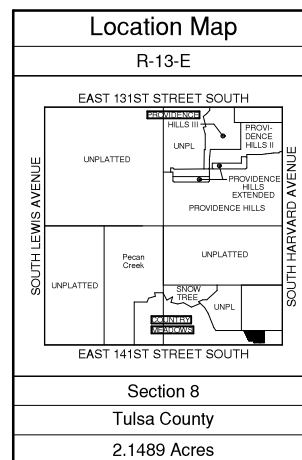 Location Map
R-13-E
EAST 131ST STREET SOUTH
PROVIDENCE
HILLS III
PROVI-
DENCE
HILLS II
UNPL
UNPLATTED
PROVIDENCE
HILLS
EXTENDED
PROVIDENCE HILLS
SOUTH LEWIS AVENUE
SOUTH HARVARD AVENUE
UNPLATTED
Pecan
Creek
UNPLATTED
SNOW
TREE
UNPL
COUNTRY
MEADOWS
EAST 141ST STREET SOUTH
Section 8
Tulsa County
2.1489 Acres